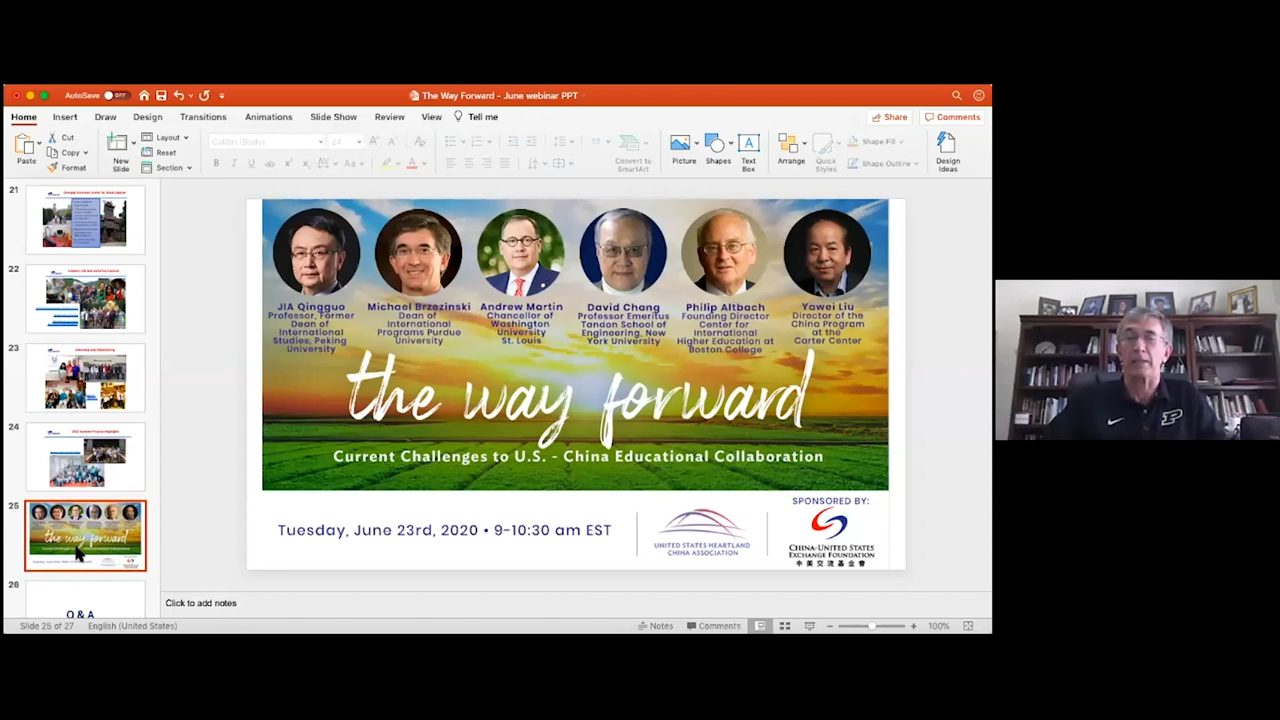 AutoSave OFF
The Way Forward - June webinar PPT
Home Insert Draw Design Transitions Animations Slide Show Review View Tell me
Share Comments
Paste
Cut
Copy
Format
New Slide
Layout
Reset
Section
Calibri (Body) 24
Convert to SmartArt
Picture
Shapes
Text Box
Arrange
Quick Styles
Shape Fill
Shape Outline
Design Ideas
21
22
23
24
25
26
the way forward
Q & A
JIA Qingguo
Professor, Former
Dean of
International
Studies, Peking
University
Michael Brzezinski
Dean of
International
Programs Purdue
University
Andrew Martin
Chancellor of
Washington
University
St. Louis
David Chang
Professor Emeritus
Tandon School of
Engineering, New
York University
Philip Altbach
Founding Director
Center for
International
Higher Education at
Boston College
Yawei Liu
Director of the
China Program
at the
Carter Center
the way forward
Current Challenges to U.S. - China Educational Collaboration
Tuesday, June 23rd, 2020 • 9-10:30 am EST
UNITED STATES HEARTLAND
CHINA ASSOCIATION
SPONSORED BY:
CHINA-UNITED STATES
EXCHANGE FOUNDATION
中美交流基金會
Click to add notes
Slide 25 of 27 English (United States) Notes Comments 100%
P